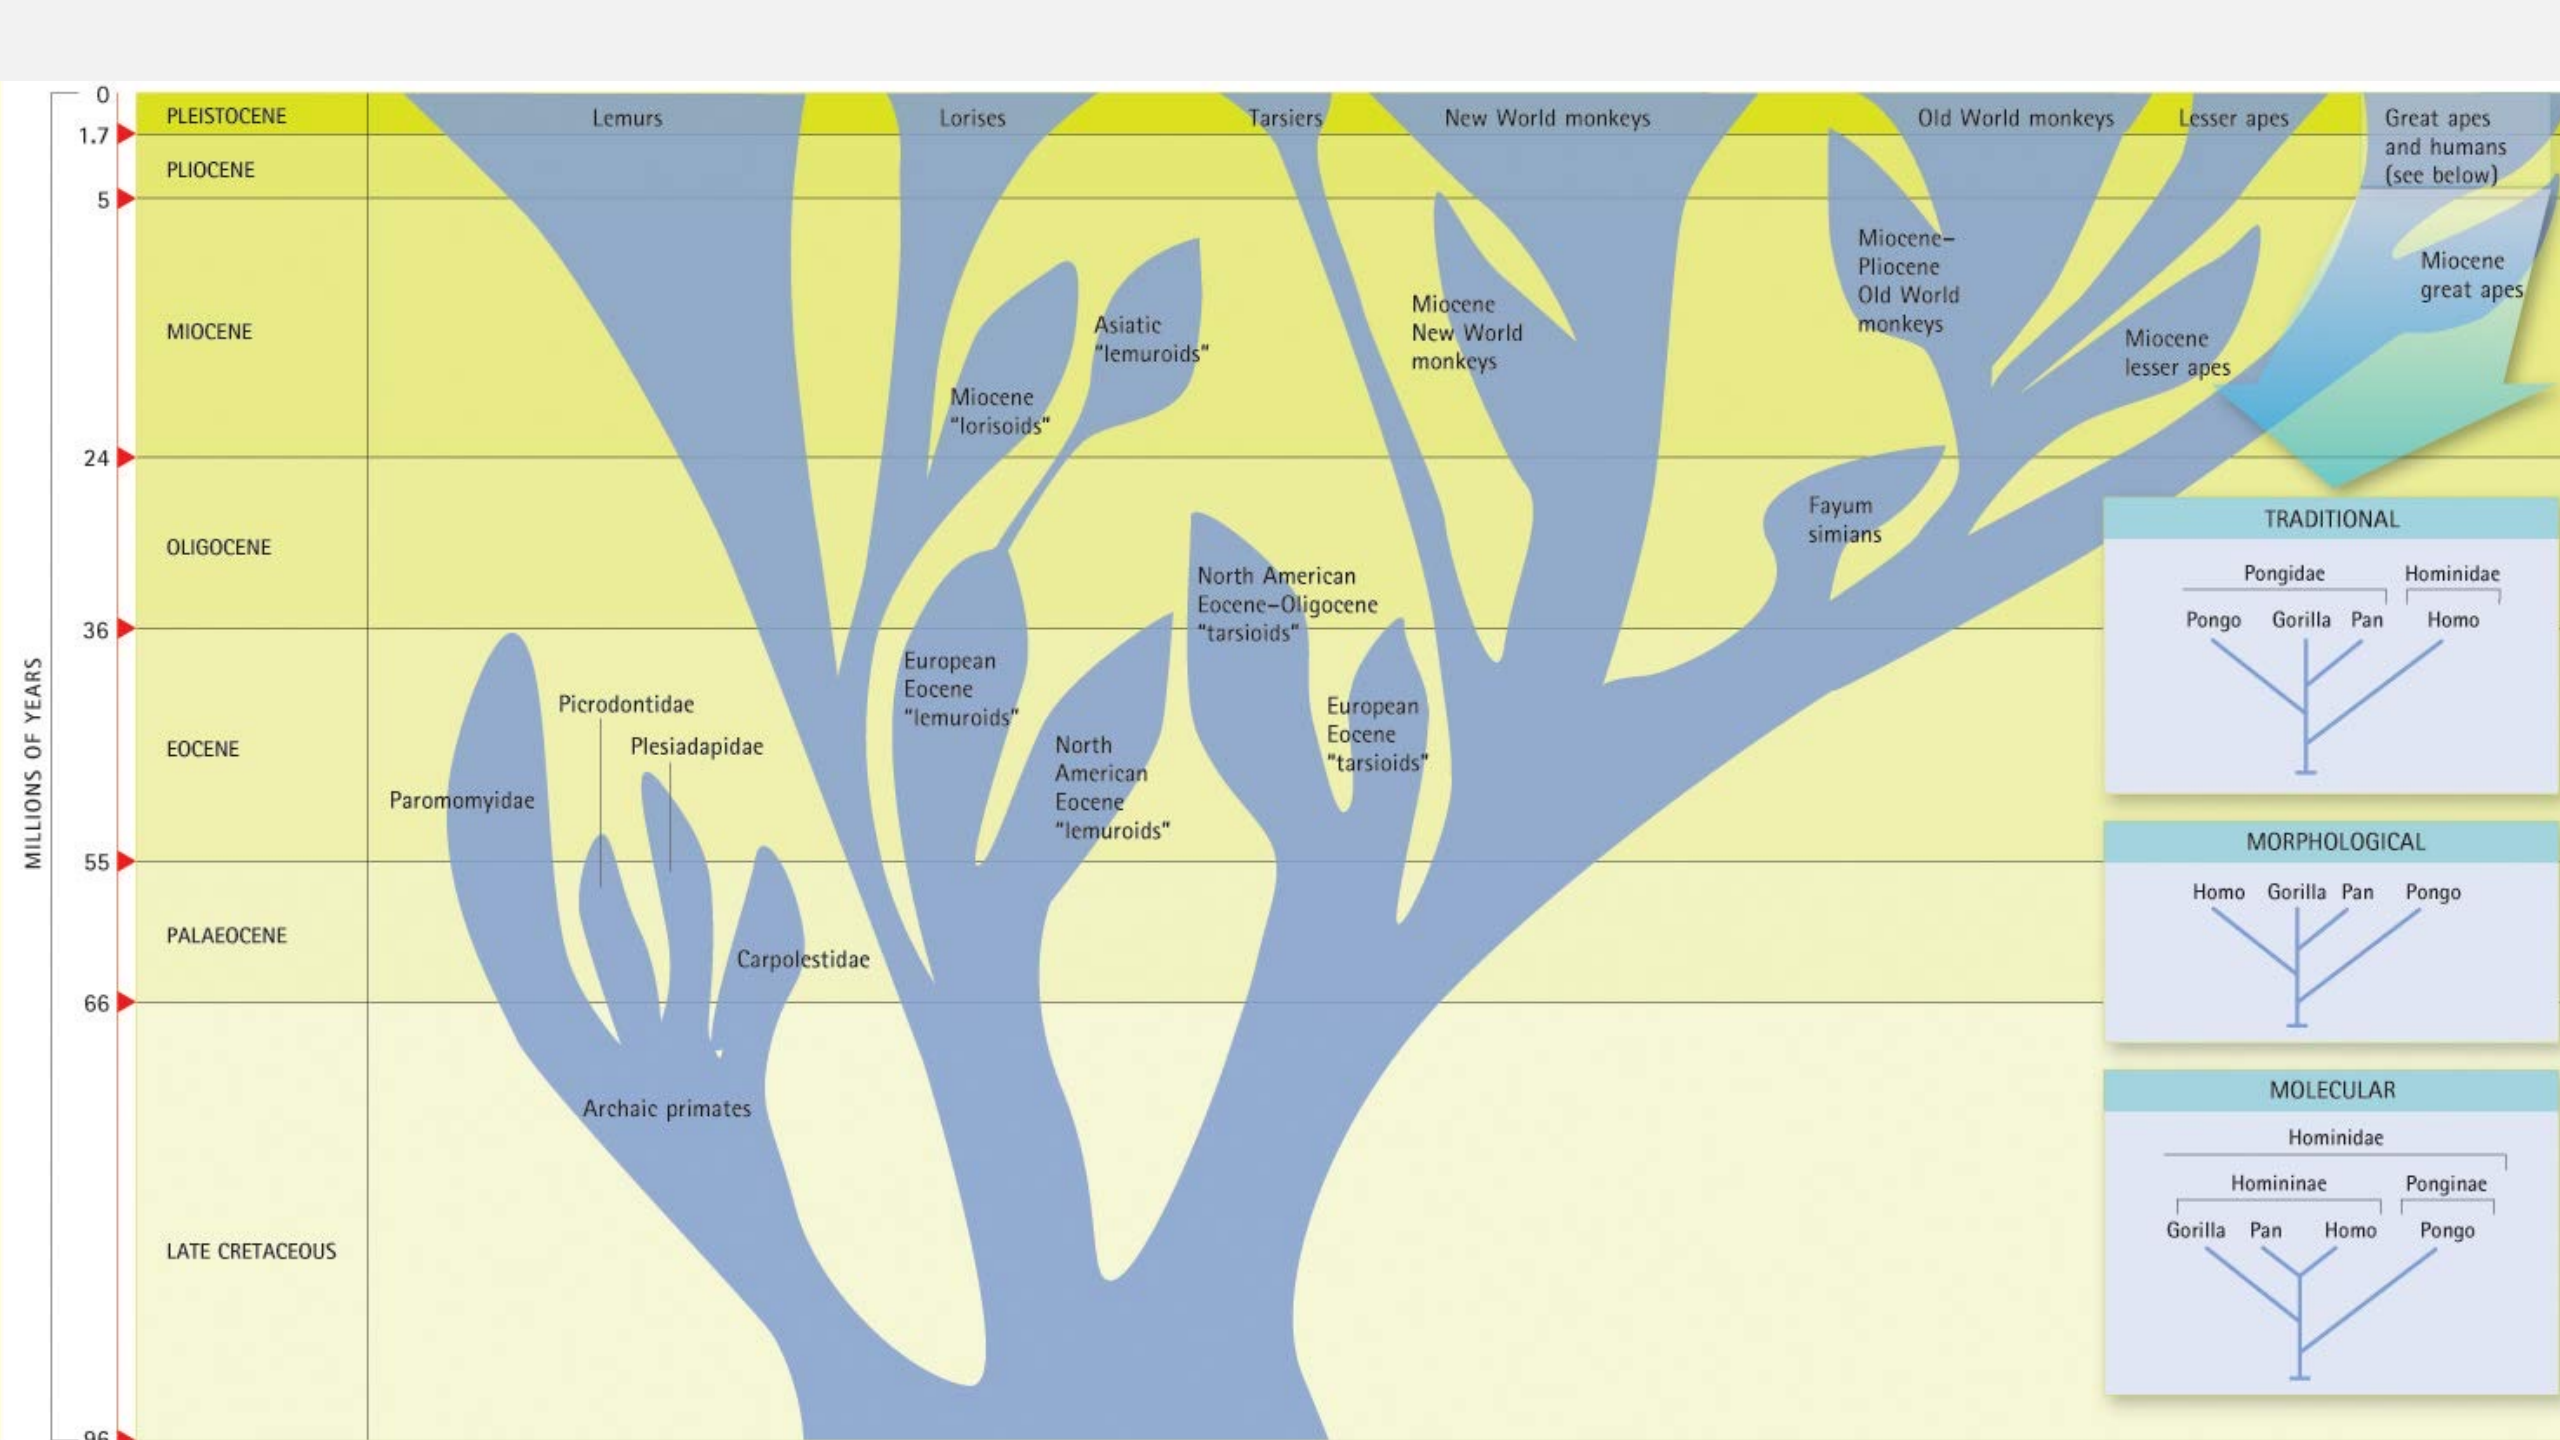 0
PLEISTOCENE
Lemurs
Lorises
Tarsiers
New World monkeys
Old World monkeys
Lesser apes
Great apes
and humans
(see below)
1.7
PLIOCENE
5
Miocene–
Pliocene
Old World
monkeys
Miocene
great apes
MIOCENE
Asiatic
"lemuroids"
Miocene
New World
monkeys
Miocene
lesser apes
Miocene
"lorisoids"
24
Fayum
simians
OLIGOCENE
North American
Eocene–Oligocene
"tarsioids"
36
European
Eocene
"lemuroids"
Picrodontidae
Plesiadapidae
European
Eocene
"tarsioids"
North
American
Eocene
"lemuroids"
EOCENE
Paromomyidae
MILLIONS OF YEARS
55
PALAEOCENE
Carpolestidae
66
Archaic primates
LATE CRETACEOUS
96
TRADITIONAL
Pongidae Hominidae
Pongo Gorilla Pan Homo
MORPHOLOGICAL
Homo Gorilla Pan Pongo
MOLECULAR
Hominidae
Homininae Ponginae
Gorilla Pan Homo Pongo